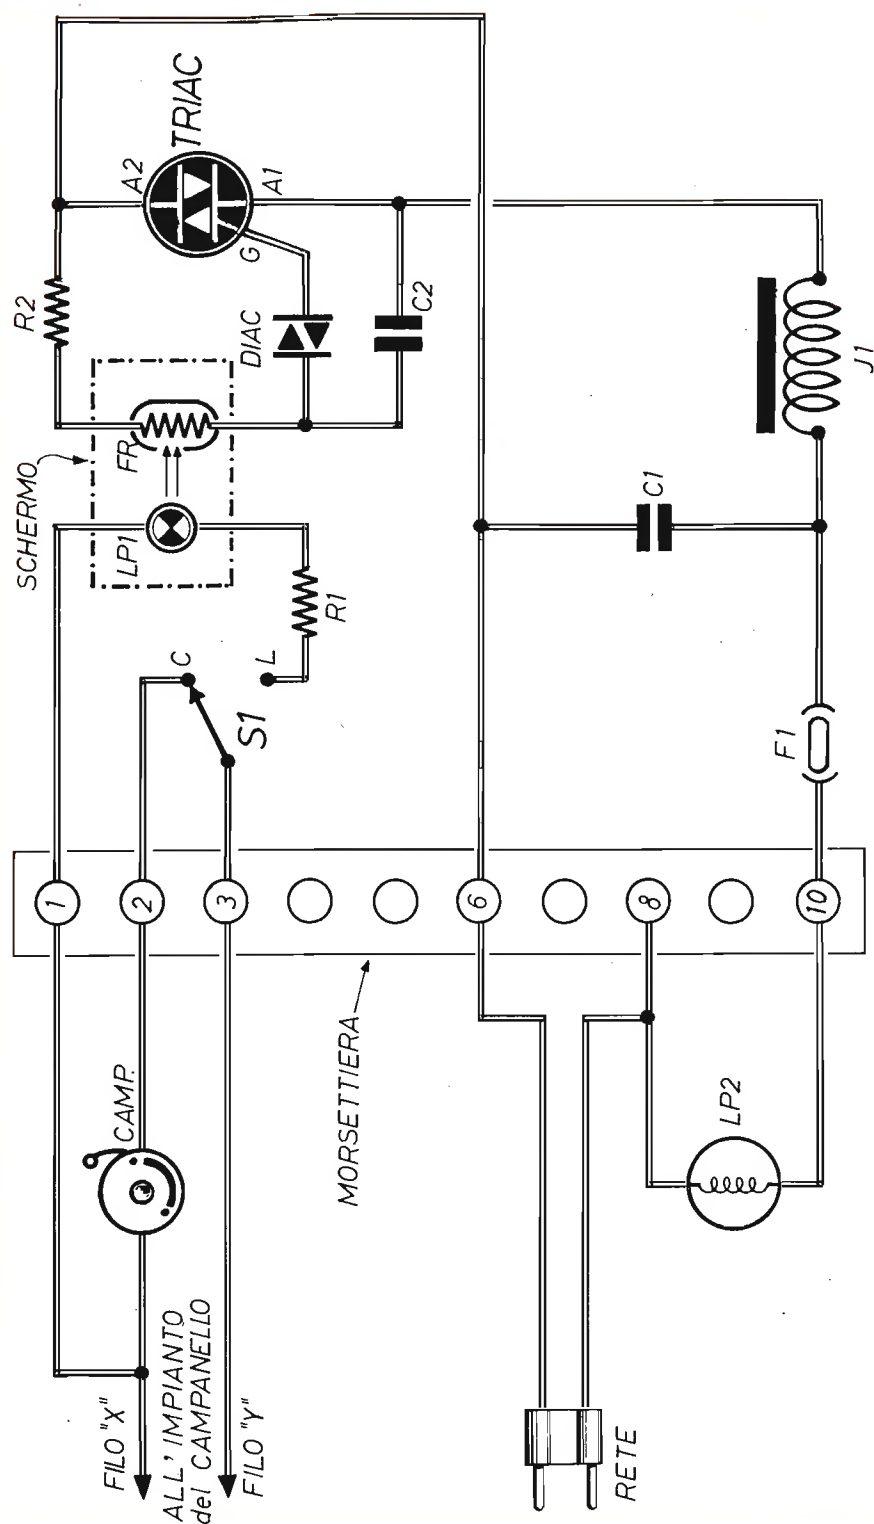 FILO "X"
ALL' IMPIANTO
del CAMPANELLO
FILO "Y"
CAMP.
MORSETTIERA
RETE
LP2
1
2
3
6
8
10
S1
C
L
R1
SCHERMO
LP1
FR
R2
DIAC
C2
A2
TRIAC
A1
G
F1
C1
J1